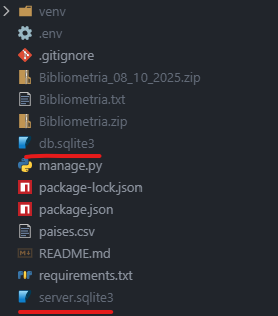 venv
.env
.gitignore
Bibliometria_08_10_2025.zip
Bibliometria.txt
Bibliometria.zip
db.sqlite3
manage.py
package-lock.json
package.json
paises.csv
README.md
requirements.txt
server.sqlite3